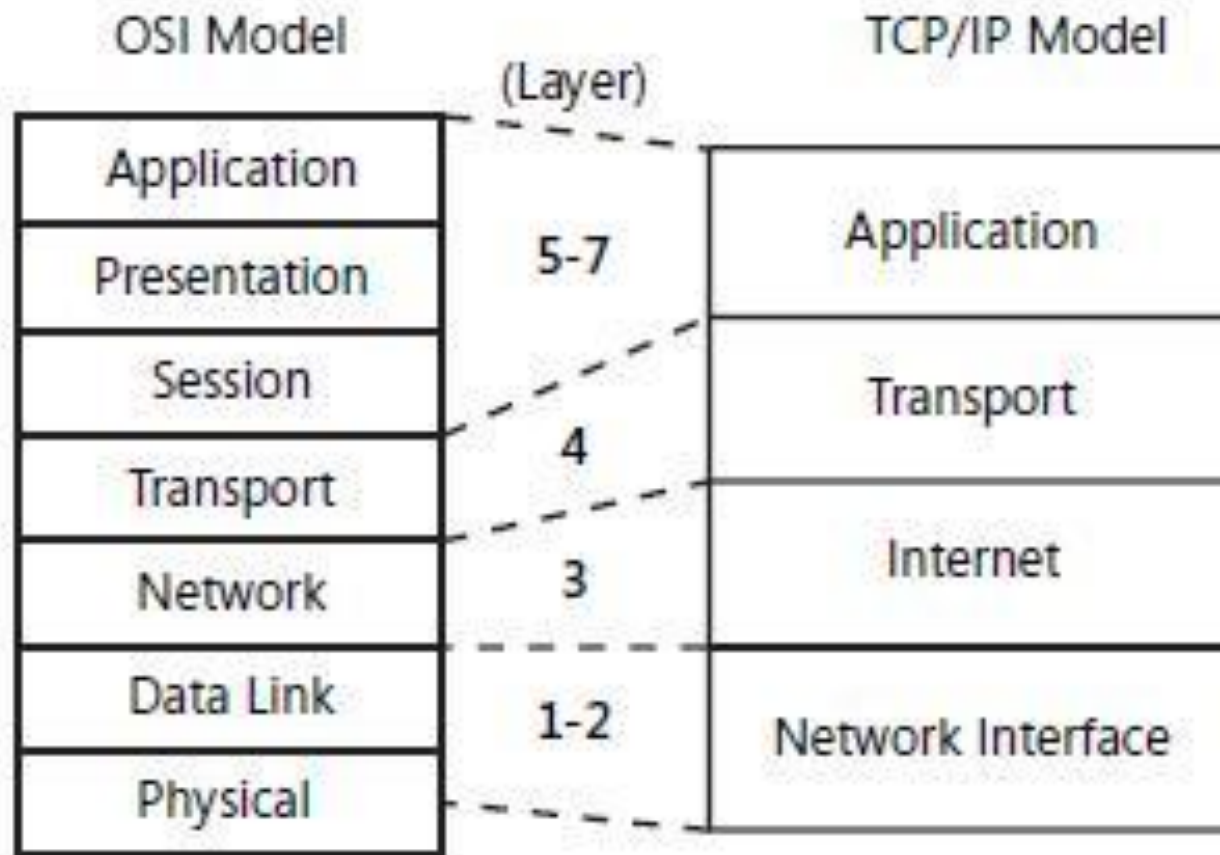 OSI Model
TCP/IP Model
(Layer)
Application
Presentation
Session
Transport
Network
Data Link
Physical
5-7
4
3
1-2
Application
Transport
Internet
Network Interface